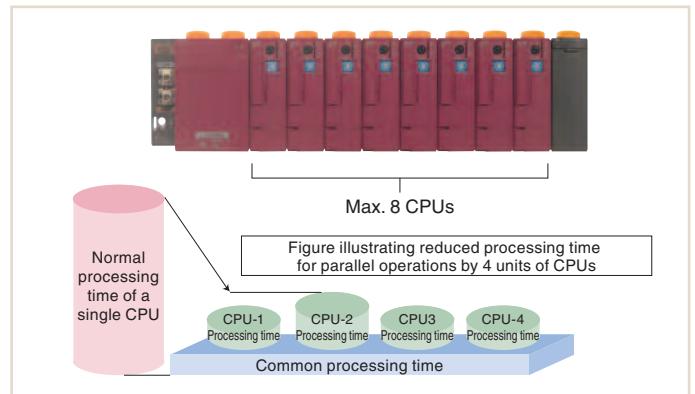 Max. 8 CPUs
Figure illustrating reduced processing time
for parallel operations by 4 units of CPUs
Normal
processing
time of a
single CPU
CPU-1
Processing time
CPU-2
Processing time
CPU3
Processing time
CPU-4
Processing time
Common processing time